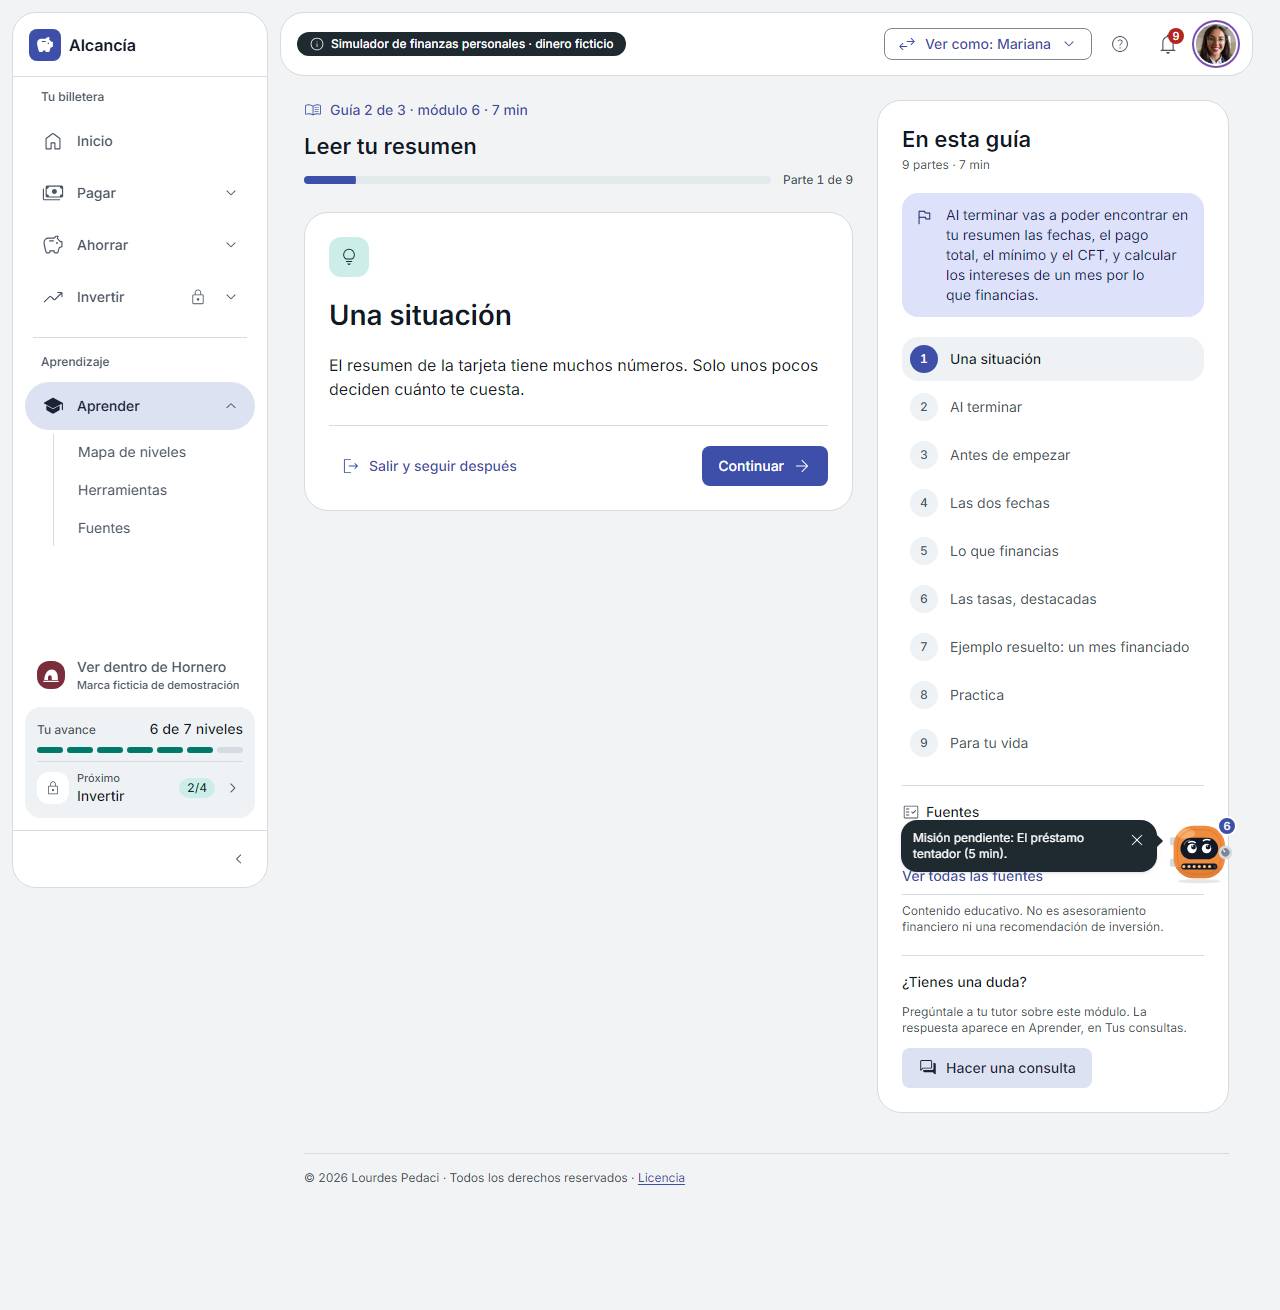 Alcancía
Tu billetera
Inicio
Pagar
Ahorrar
Invertir
Aprendizaje
Aprender
Mapa de niveles
Herramientas
Fuentes
Ver dentro de Hornero
Marca ficticia de demostración
Tu avance
6 de 7 niveles
Próximo
Invertir
2/4
Simulador de finanzas personales · dinero ficticio
Ver como: Mariana
9
Guía 2 de 3 · módulo 6 · 7 min
Leer tu resumen
Parte 1 de 9
Una situación
El resumen de la tarjeta tiene muchos números. Solo unos pocos
deciden cuánto te cuesta.
Salir y seguir después
Continuar
En esta guía
9 partes · 7 min
Al terminar vas a poder encontrar en
tu resumen las fechas, el pago
total, el mínimo y el CFT, y calcular
los intereses de un mes por lo
que financias.
1 Una situación
2 Al terminar
3 Antes de empezar
4 Las dos fechas
5 Lo que financias
6 Las tasas, destacadas
7 Ejemplo resuelto: un mes financiado
8 Practica
9 Para tu vida
Fuentes
Misión pendiente: El préstamo
tentador (5 min).
6
Ver todas las fuentes
Contenido educativo. No es asesoramiento
financiero ni una recomendación de inversión.
¿Tienes una duda?
Pregúntale a tu tutor sobre este módulo. La
respuesta aparece en Aprender, en Tus consultas.
Hacer una consulta
© 2026 Lourdes Pedaci · Todos los derechos reservados · Licencia